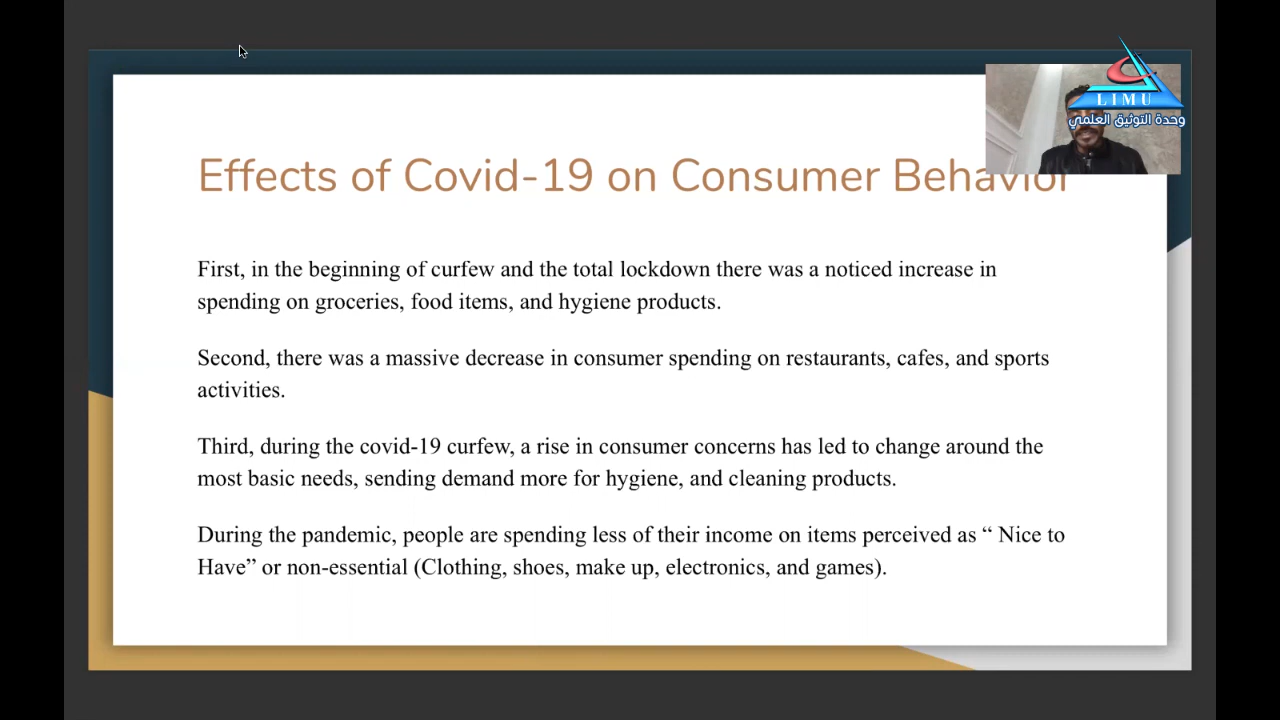 LIMU
وحدة التوثيق العلمي
Effects of Covid-19 on Consumer Behavior
First, in the beginning of curfew and the total lockdown there was a noticed increase in
spending on groceries, food items, and hygiene products.
Second, there was a massive decrease in consumer spending on restaurants, cafes, and sports
activities.
Third, during the covid-19 curfew, a rise in consumer concerns has led to change around the
most basic needs, sending demand more for hygiene, and cleaning products.
During the pandemic, people are spending less of their income on items perceived as “ Nice to
Have” or non-essential (Clothing, shoes, make up, electronics, and games).